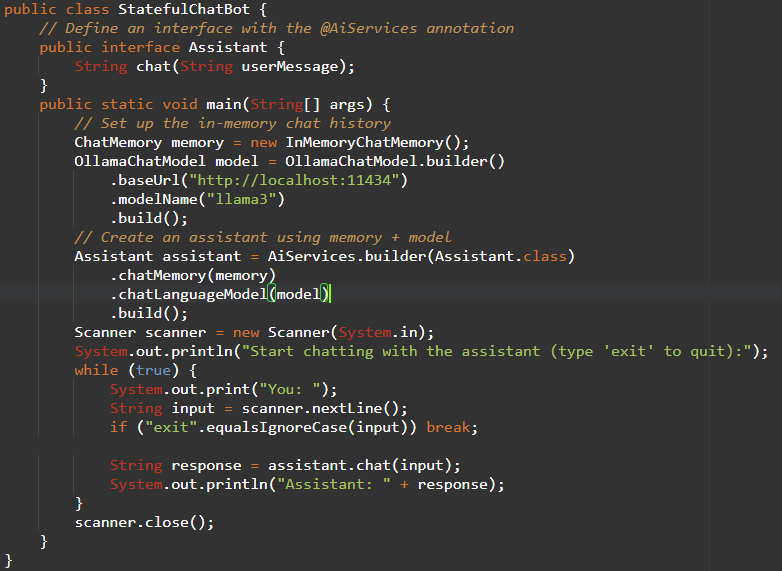 public class StatefulChatBot {
    // Define an interface with the @AiServices annotation
    public interface Assistant {
        String chat(String userMessage);
    }
    public static void main(String[] args) {
        // Set up the in-memory chat history
        ChatMemory memory = new InMemoryChatMemory();
        OllamaChatModel model = OllamaChatModel.builder()
            .baseUrl("http://localhost:11434")
            .modelName("llama3")
            .build();
        // Create an assistant using memory + model
        Assistant assistant = AiServices.builder(Assistant.class)
            .chatMemory(memory)
            .chatLanguageModel(model)
            .build();
        Scanner scanner = new Scanner(System.in);
        System.out.println("Start chatting with the assistant (type 'exit' to quit):");
        while (true) {
            System.out.print("You: ");
            String input = scanner.nextLine();
            if ("exit".equalsIgnoreCase(input)) break;

            String response = assistant.chat(input);
            System.out.println("Assistant: " + response);
        }
        scanner.close();
    }
}